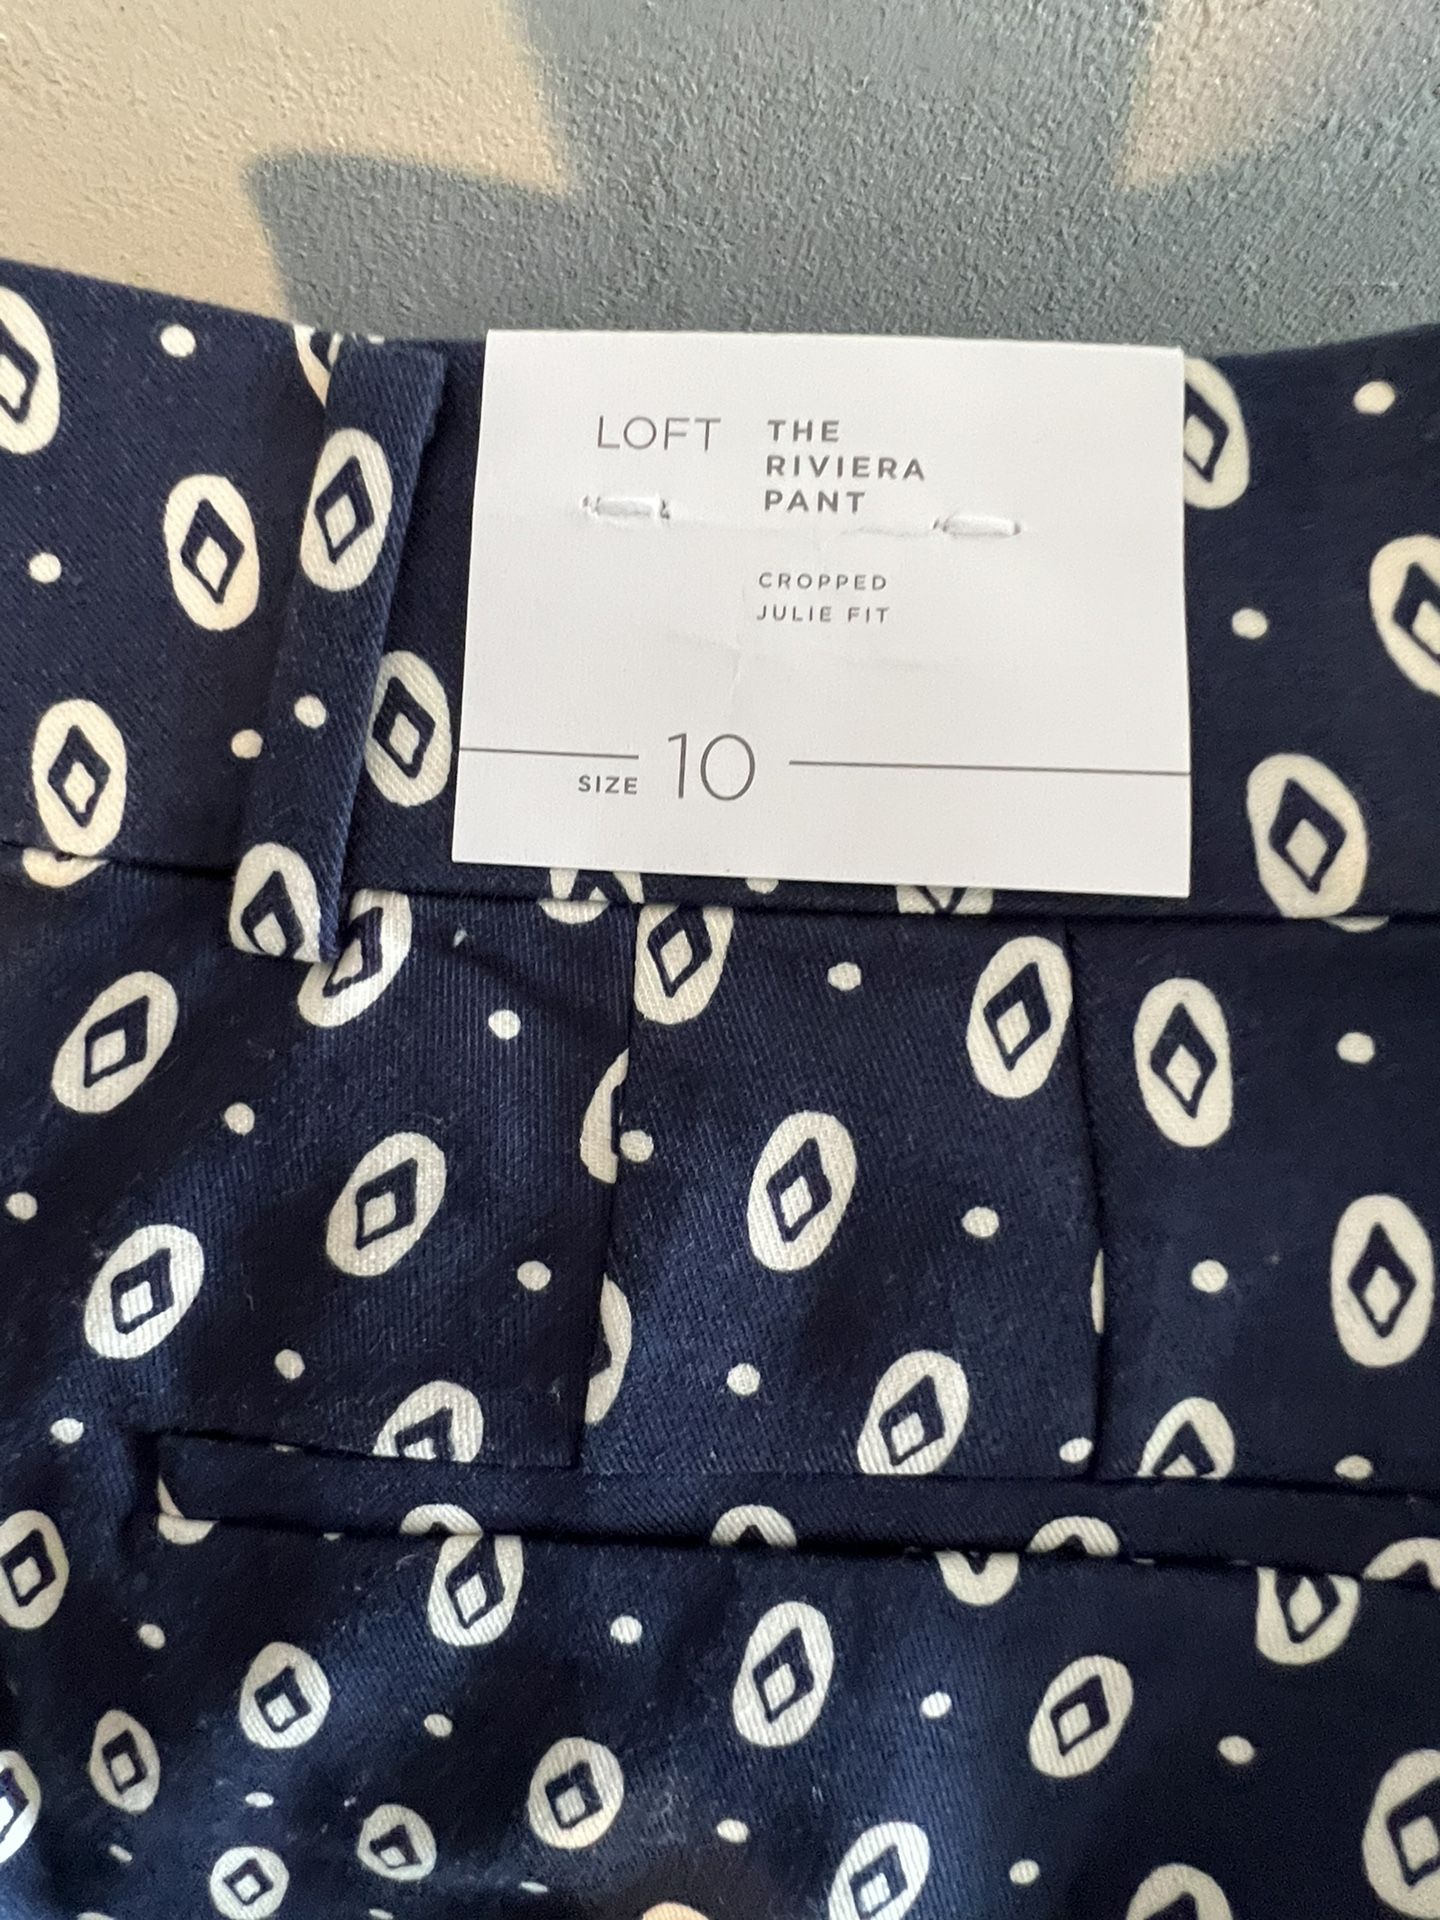 LOFT
THE
RIVIERA
PANT
CROPPED
JULIE FIT
SIZE 10